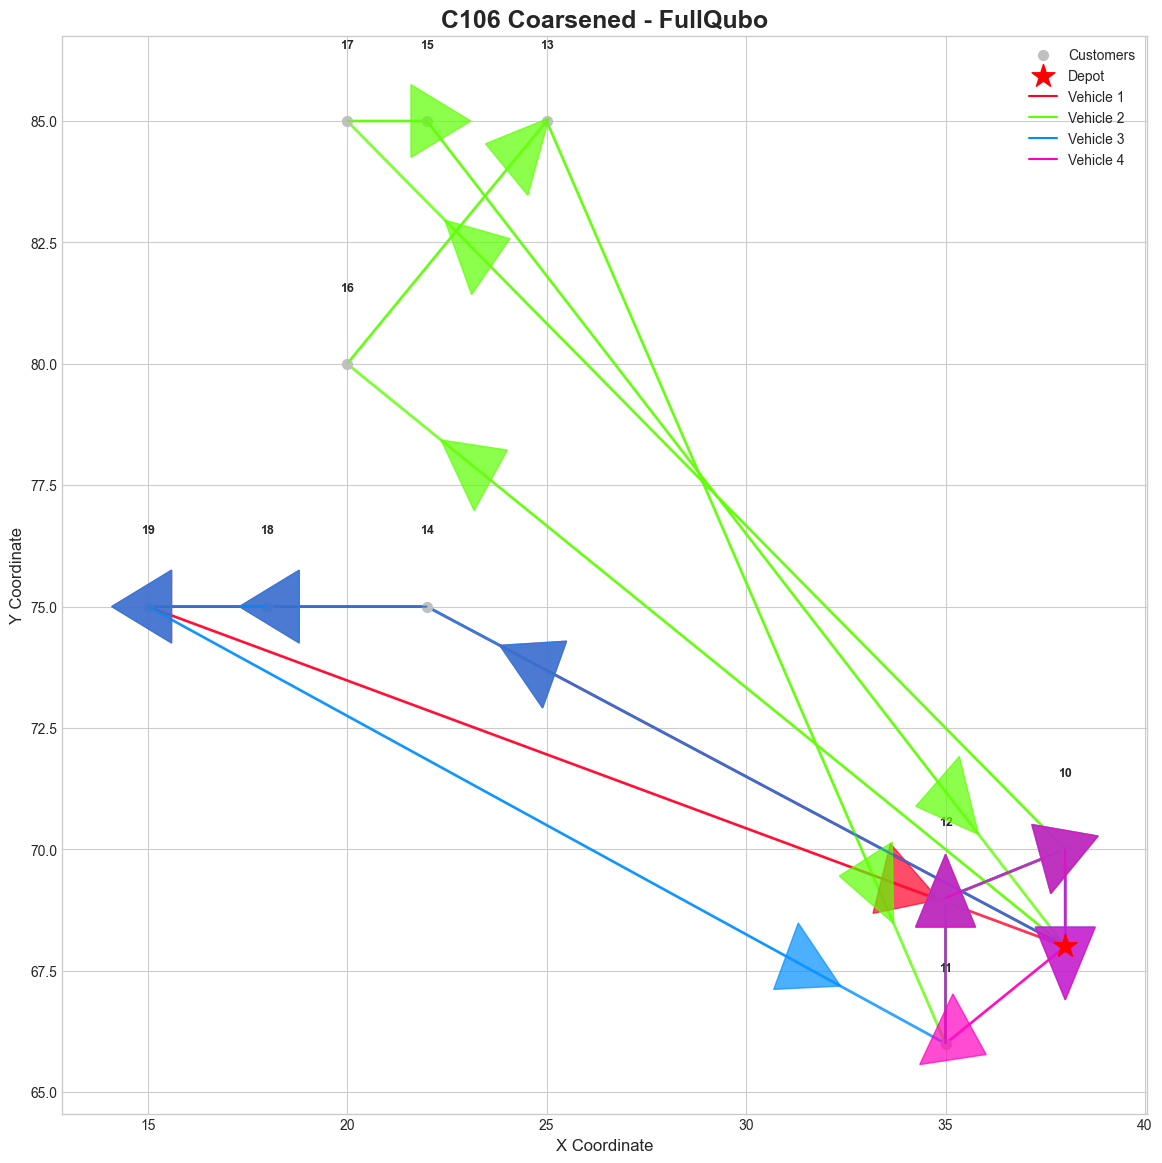 C106 Coarsened - FullQubo
17 15 13
Customers
Depot
Vehicle 1
Vehicle 2
Vehicle 3
Vehicle 4
85.0
82.5
16
80.0
77.5
19 18 14
75.0
72.5
10
12
70.0
11
67.5
65.0
Y Coordinate
15 20 25 30 35 40
X Coordinate